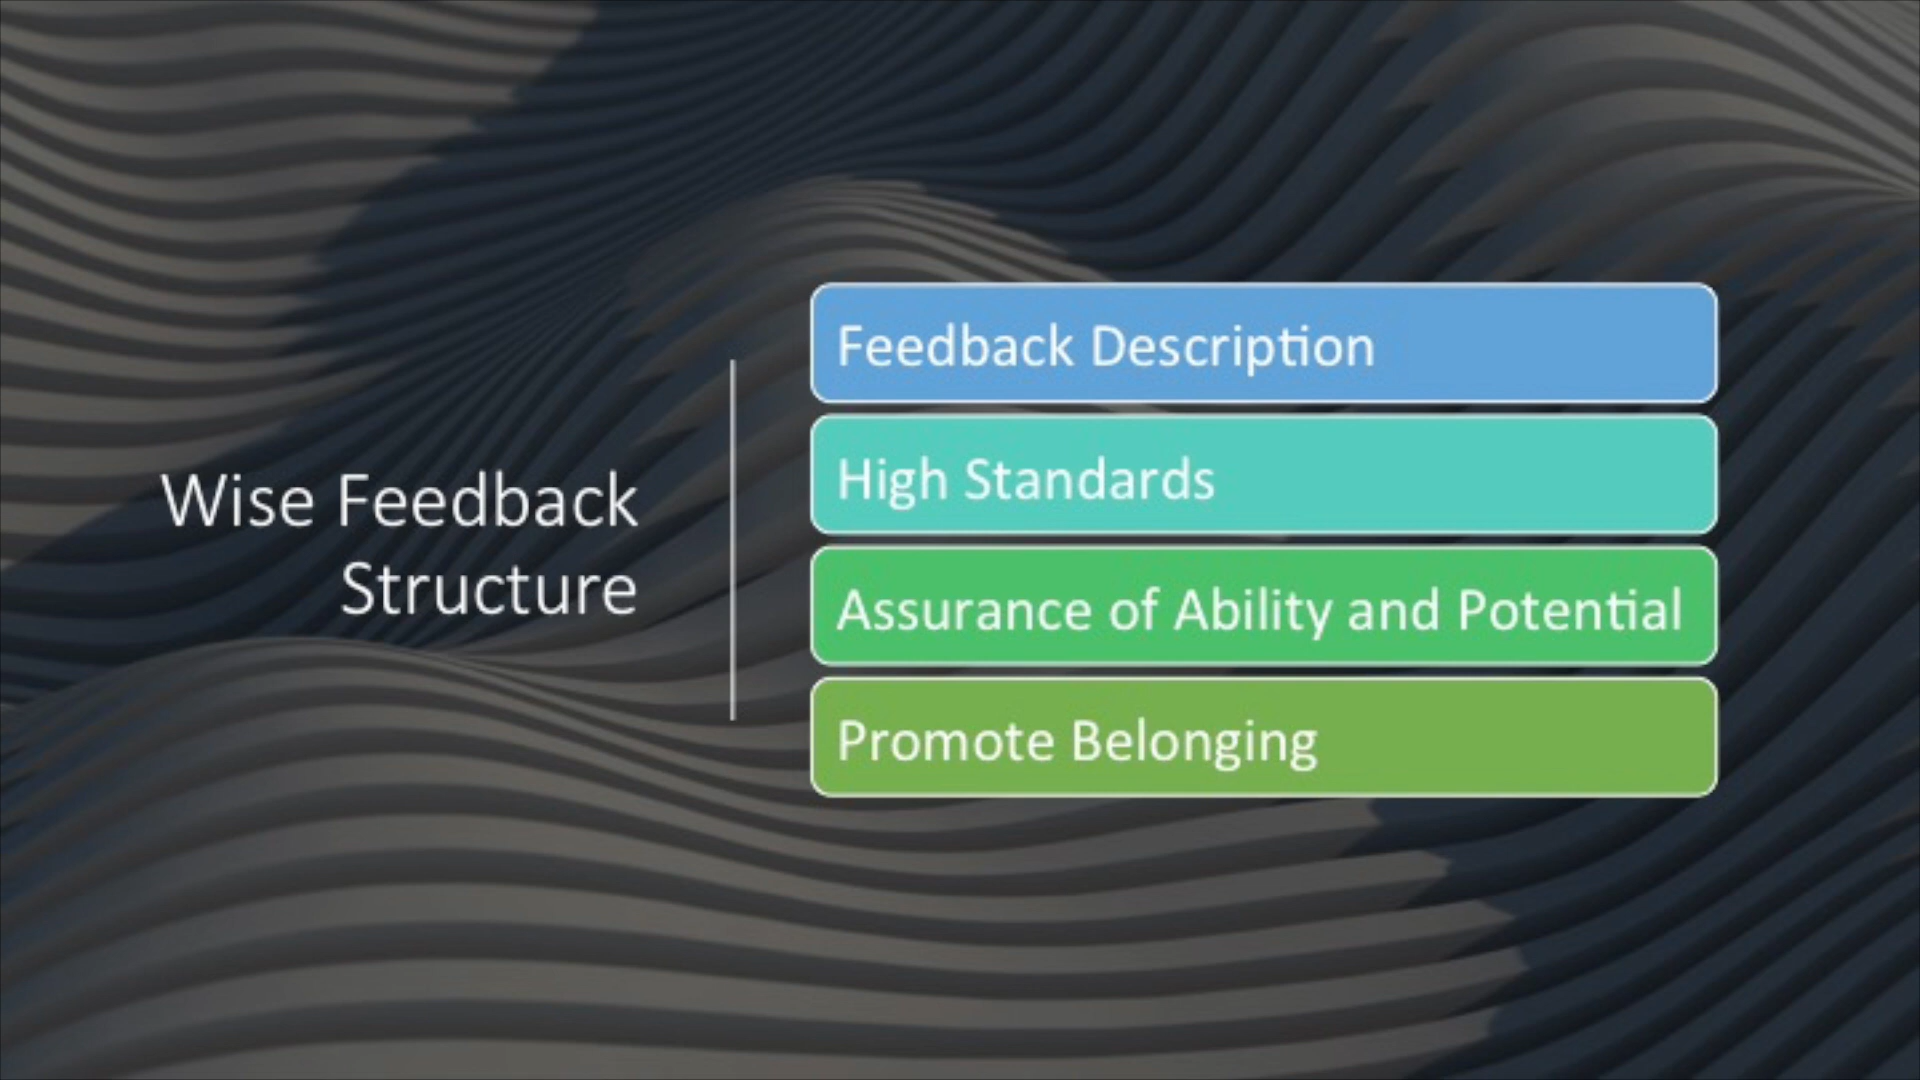 Wise Feedback
Structure
Feedback Description
High Standards
Assurance of Ability and Potential
Promote Belonging